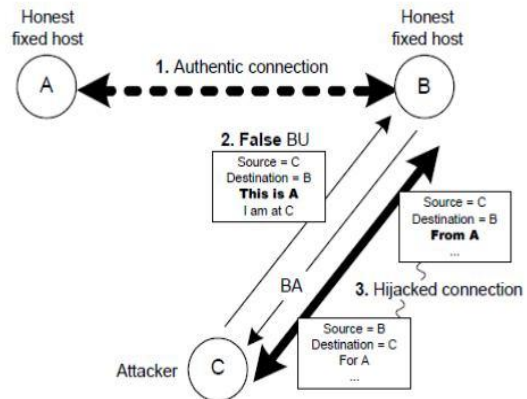 Honest
fixed host
Honest
fixed host
A
1. Authentic connection
B
2. False BU
Source = C
Destination = B
This is A
I am at C
Source = C
Destination = B
From A
...
BA
3. Hijacked connection
Source = B
Destination = C
For A
...
Attacker
C